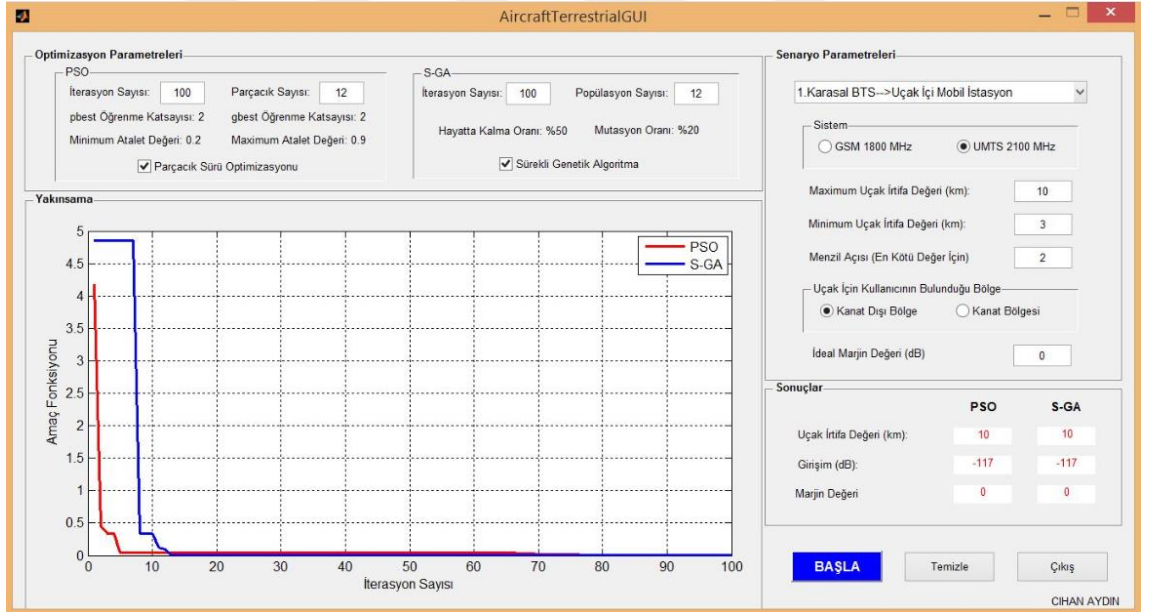 AircraftTerrestrialGUI
Optimizasyon Parametreleri
PSO
İterasyon Sayısı: 100 Parçacık Sayısı: 12
pbest Öğrenme Katsayısı: 2 gbest Öğrenme Katsayısı: 2
Minimum Atalet Değeri: 0.2 Maximum Atalet Değeri: 0.9
Parçacık Sürü Optimizasyonu
S-GA
İterasyon Sayısı: 100 Popülasyon Sayısı: 12
Hayatta Kalma Oranı: %50 Mutasyon Oranı: %20
Sürekli Genetik Algoritma
Yakınsama
5
4.5
4
3.5
3
2.5
2
1.5
1
0.5
0
Amaç Fonksiyonu
PSO
S-GA
0 10 20 30 40 50 60 70 80 90 100
İterasyon Sayısı
Senaryo Parametreleri
1.Karasal BTS-->Uçak İçi Mobil İstasyon
Sistem
GSM 1800 MHz UMTS 2100 MHz
Maximum Uçak İrtifa Değeri (km): 10
Minimum Uçak İrtifa Değeri (km): 3
Menzil Açısı (En Kötü Değer İçin) 2
Uçak İçin Kullanıcının Bulunduğu Bölge
Kanat Dışı Bölge Kanat Bölgesi
İdeal Marjin Değeri (dB) 0
Sonuçlar
PSO S-GA
Uçak İrtifa Değeri (km): 10 10
Girişim (dB): -117 -117
Marjin Değeri 0 0
BAŞLA Temizle Çıkış
CIHAN AYDIN